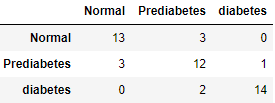 Normal Prediabetes diabetes
Normal 13 3 0
Prediabetes 3 12 1
diabetes 0 2 14